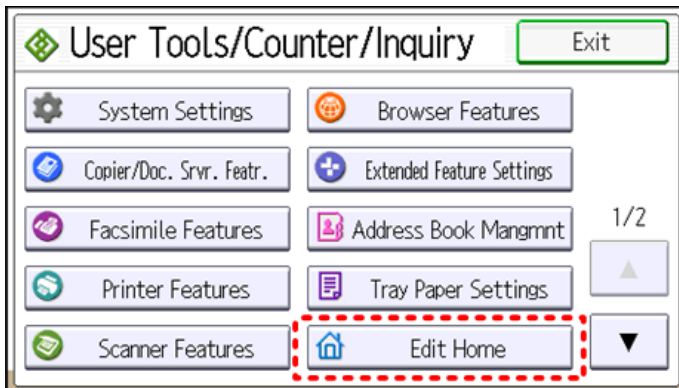 User Tools/Counter/Inquiry
Exit
System Settings
Browser Features
Copier/Doc. Srvr. Featr.
Extended Feature Settings
Facsimile Features
Address Book Mangmnt
1/2
Printer Features
Tray Paper Settings
Scanner Features
Edit Home